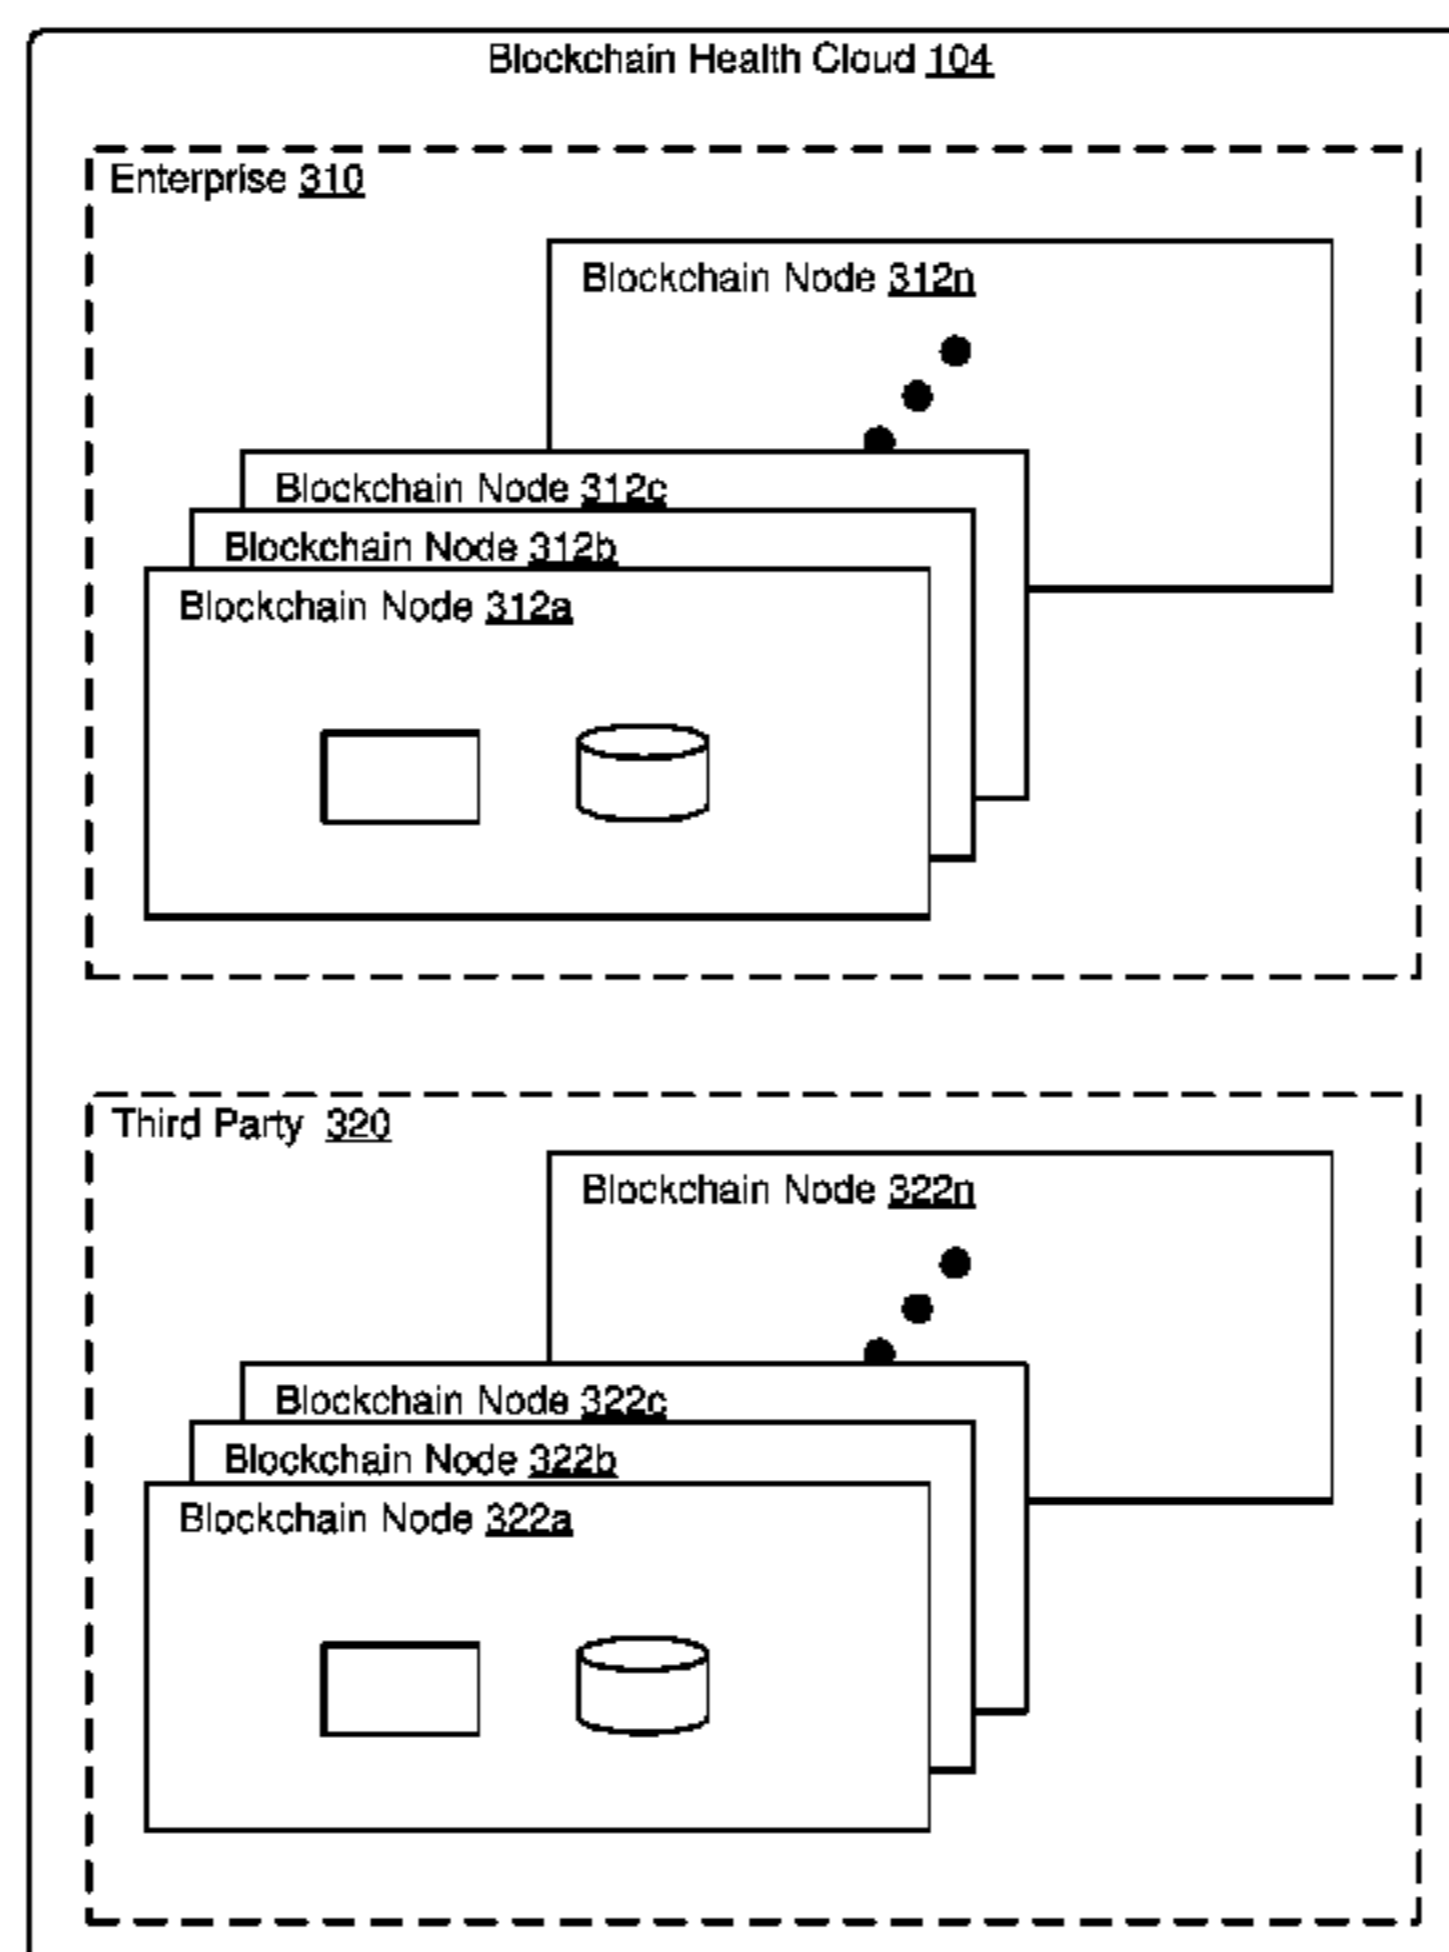 Blockchain Health Cloud 104
Enterprise 310
Blockchain Node 312n
Blockchain Node 312c
Blockchain Node 312b
Blockchain Node 312a
Third Party 320
Blockchain Node 322n
Blockchain Node 322c
Blockchain Node 322b
Blockchain Node 322a